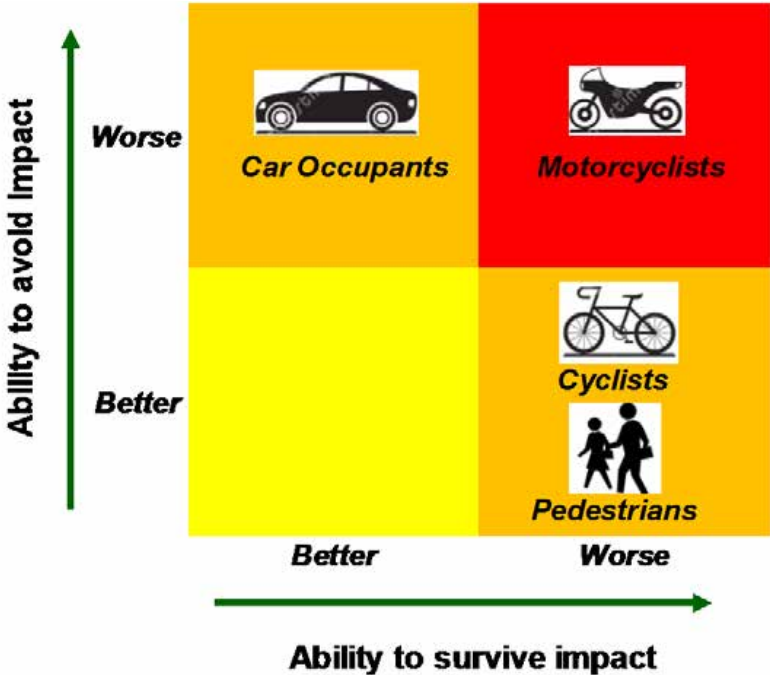 Worse
Car Occupants
Motorcyclists
Ability to avoid Impact
Better
Cyclists
Pedestrians
Better
Worse
Ability to survive impact